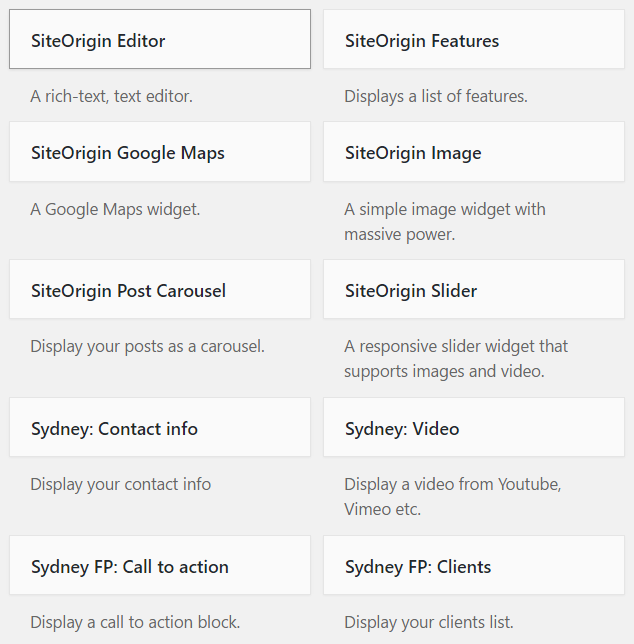 SiteOrigin Editor
SiteOrigin Features
A rich-text, text editor.
Displays a list of features.
SiteOrigin Google Maps
SiteOrigin Image
A Google Maps widget.
A simple image widget with
massive power.
SiteOrigin Post Carousel
SiteOrigin Slider
Display your posts as a carousel.
A responsive slider widget that
supports images and video.
Sydney: Contact info
Sydney: Video
Display your contact info
Display a video from Youtube,
Vimeo etc.
Sydney FP: Call to action
Sydney FP: Clients
Display a call to action block.
Display your clients list.